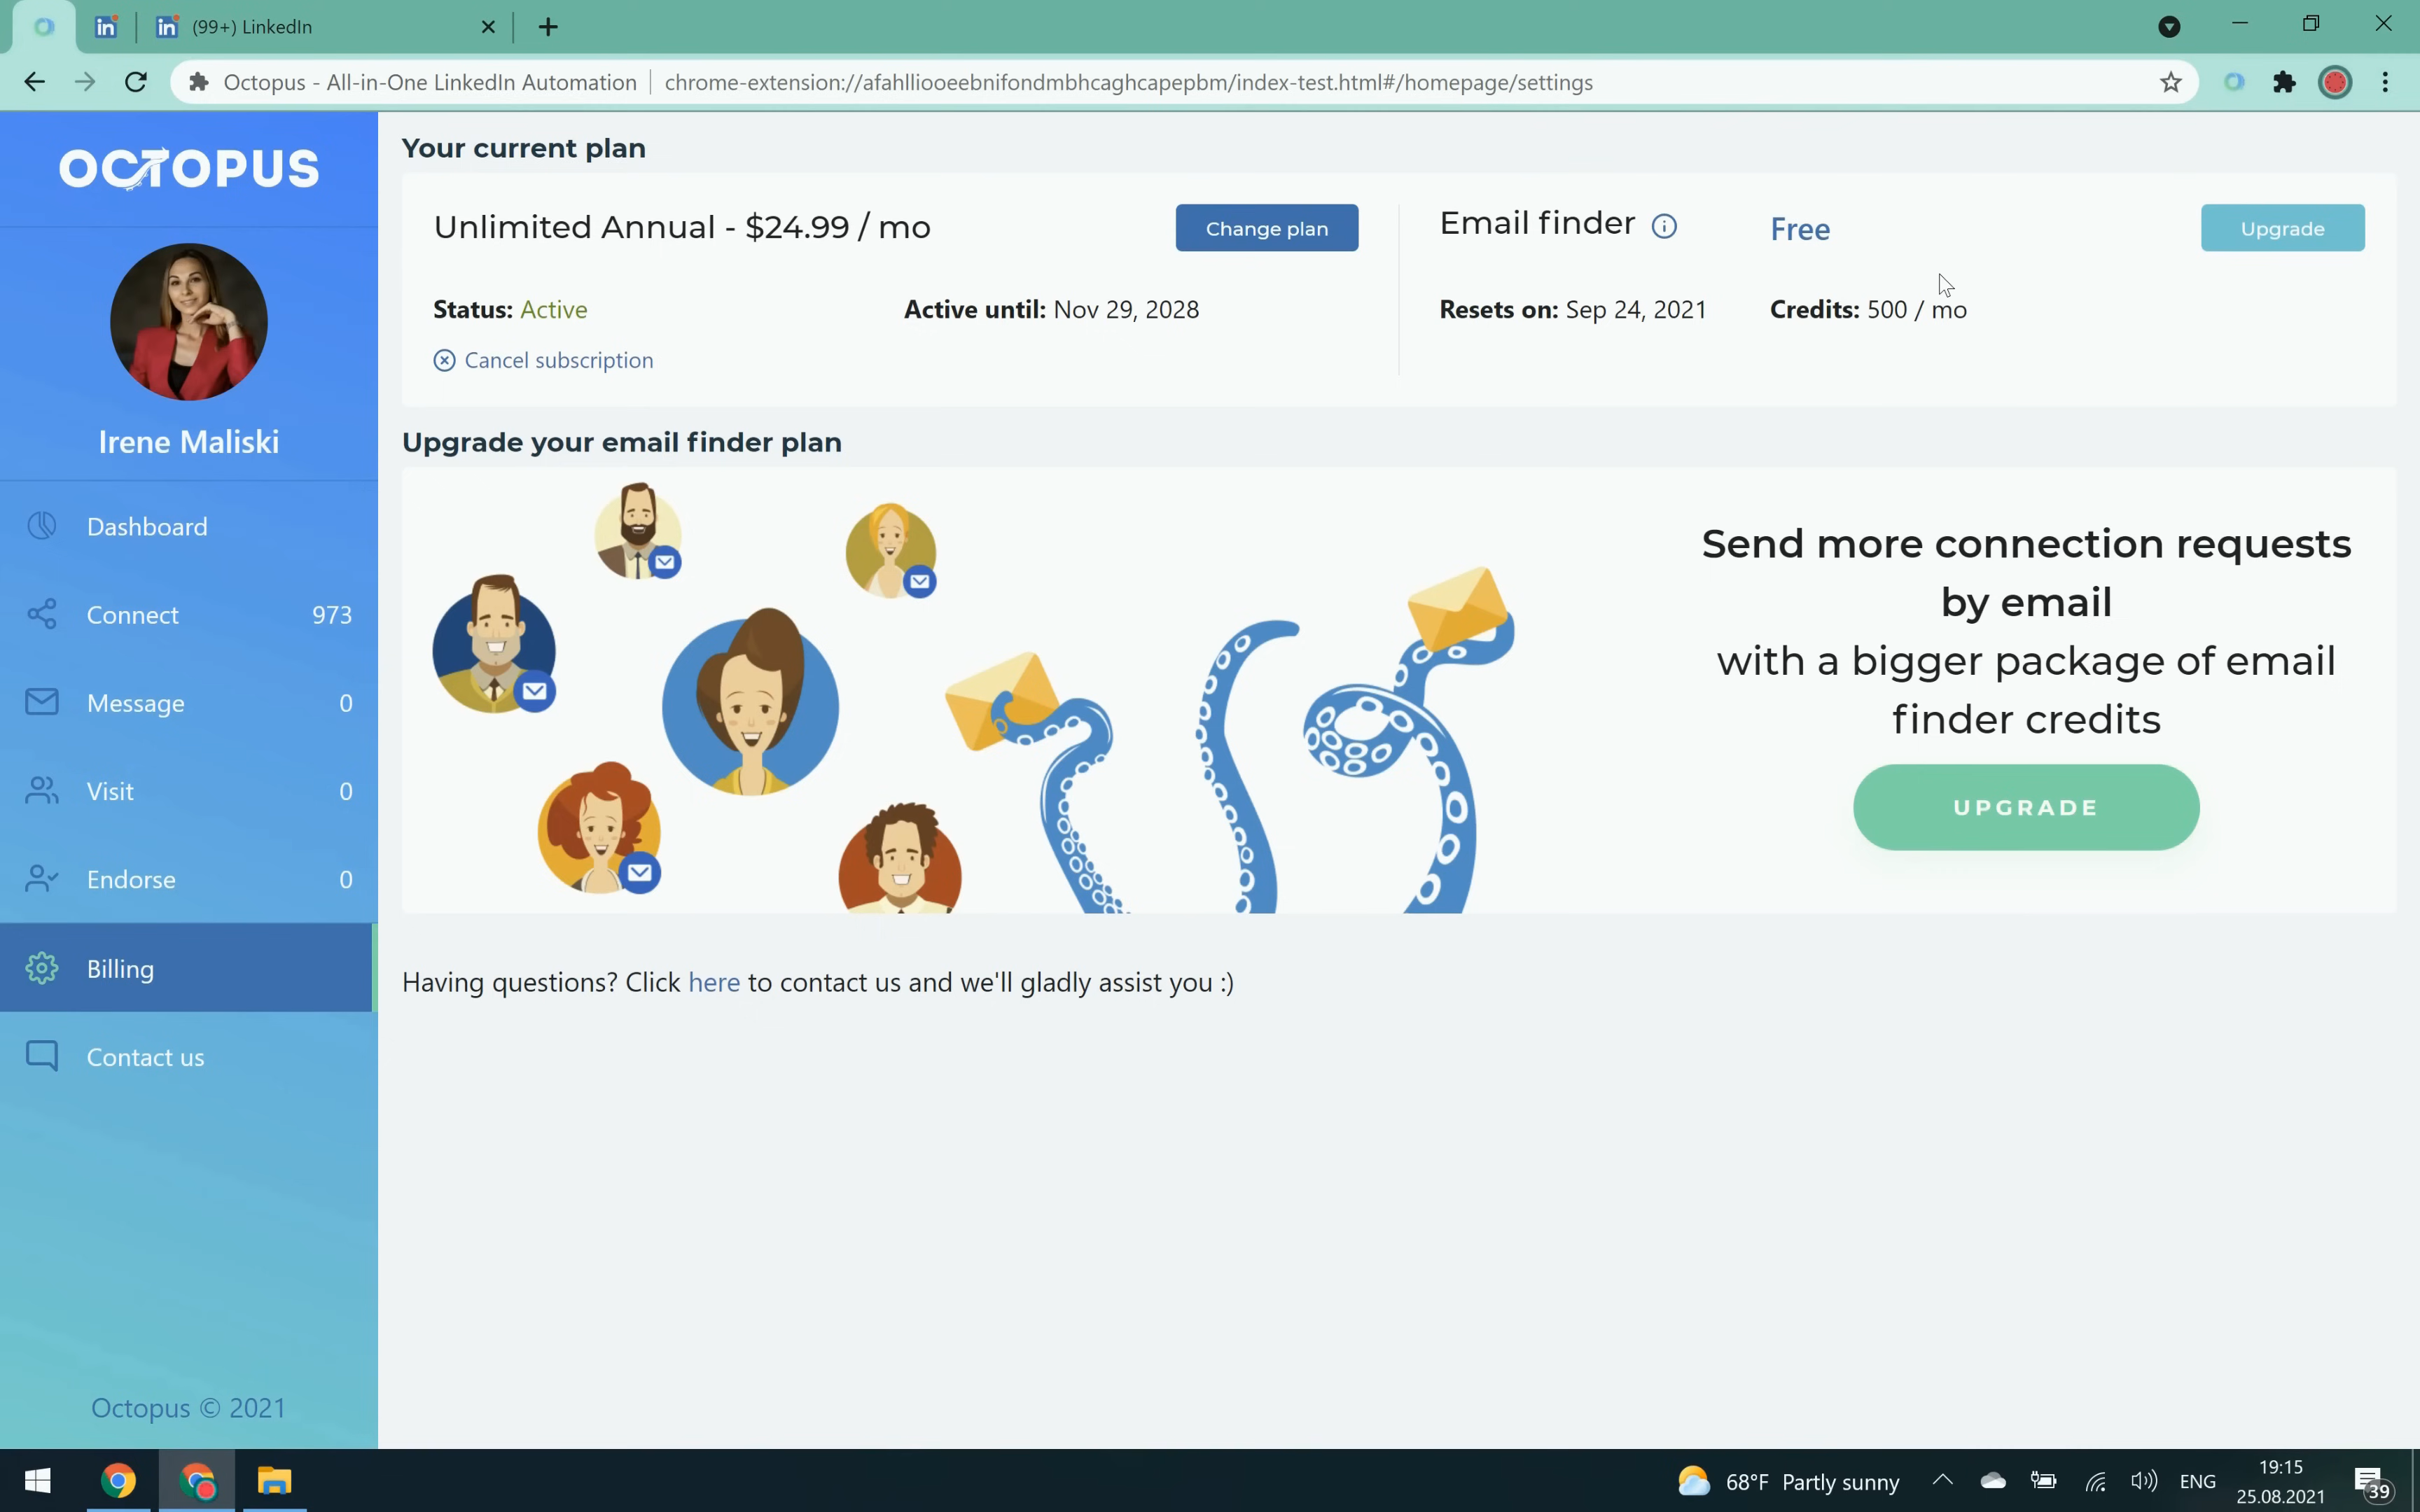 (99+) LinkedIn
Octopus - All-in-One LinkedIn Automation
chrome-extension://afahlliooeebnifondmbhcaghcapepbm/index-test.html#/homepage/settings
OCTOPUS
Irene Maliski
Dashboard
Connect 973
Message 0
Visit 0
Endorse 0
Billing
Contact us
Octopus © 2021
Your current plan
Unlimited Annual - $24.99 / mo
Change plan
Status: Active
Active until: Nov 29, 2028
Cancel subscription
Email finder
Free
Upgrade
Resets on: Sep 24, 2021
Credits: 500 / mo
Upgrade your email finder plan
Send more connection requests
by email
with a bigger package of email
finder credits
UPGRADE
Having questions? Click here to contact us and we'll gladly assist you :)
68°F Partly sunny
ENG
19:15
25.08.2021
39